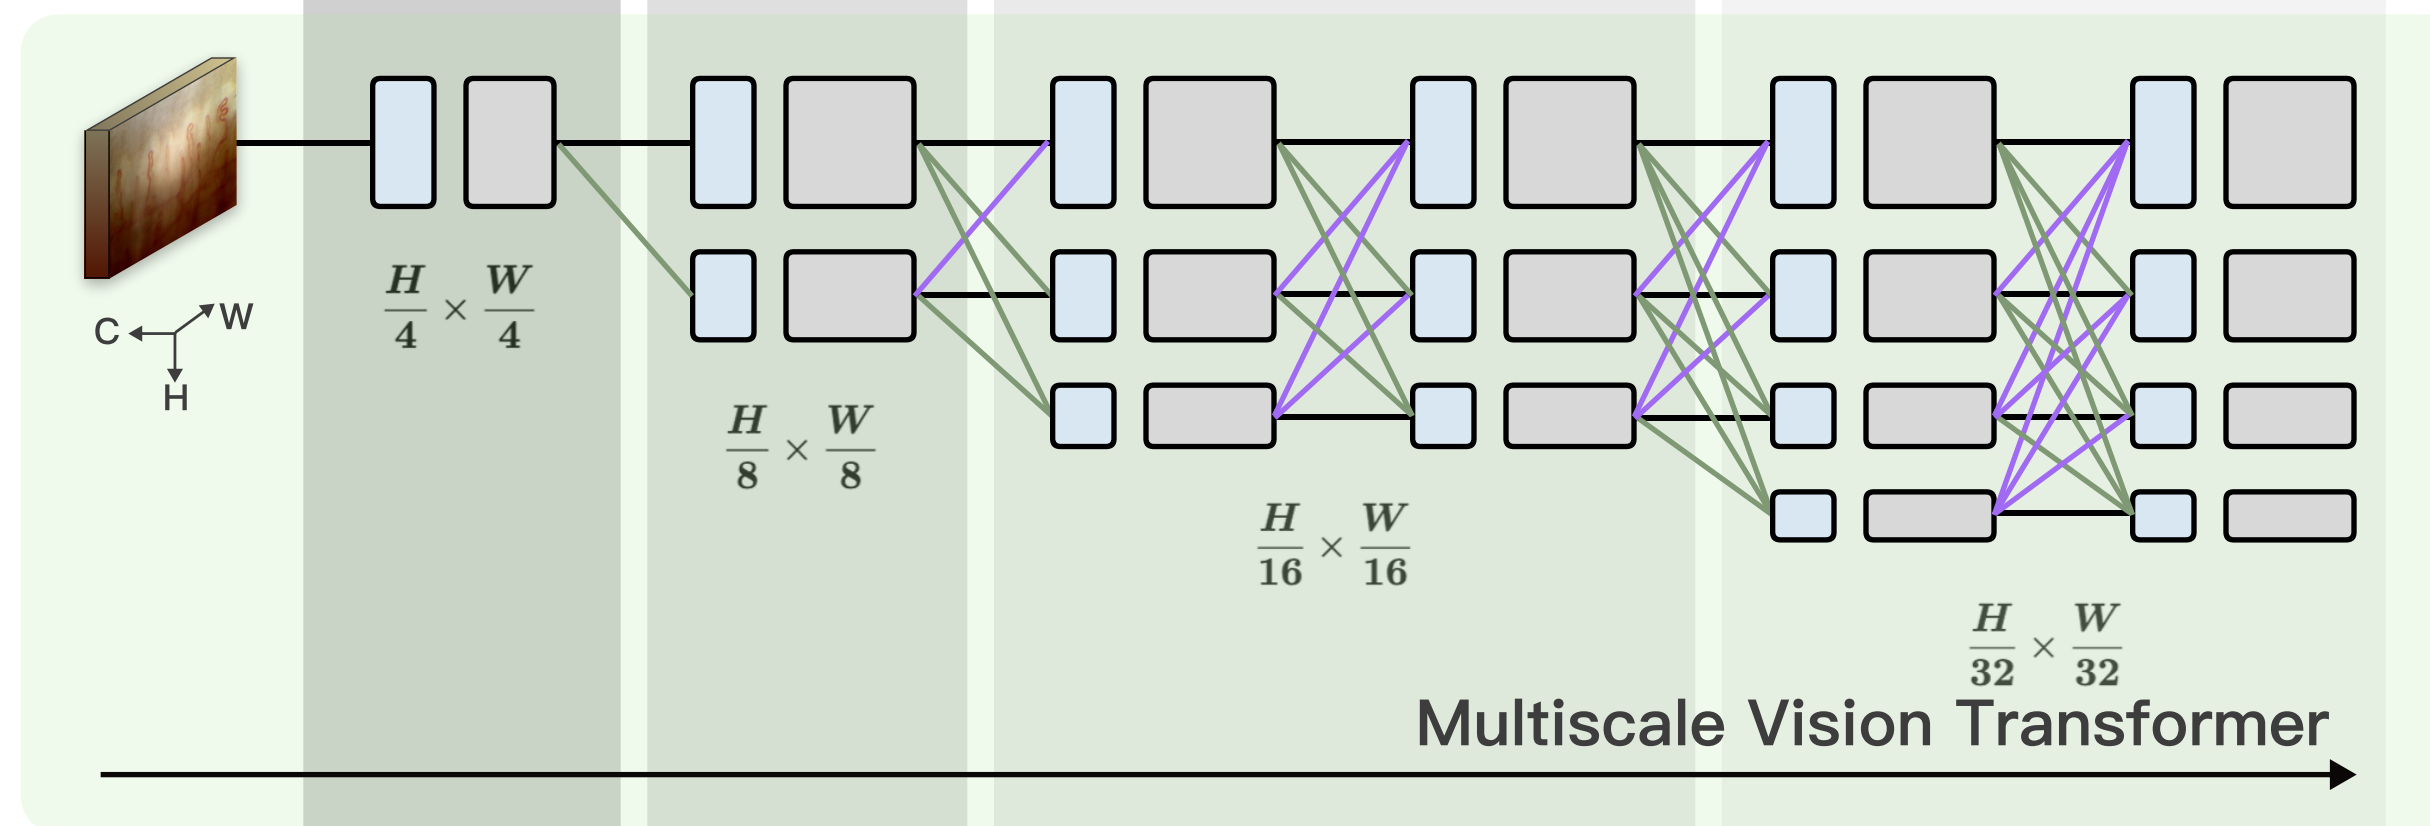 C W
H
H/4 × W/4
H/8 × W/8
H/16 × W/16
H/32 × W/32
Multiscale Vision Transformer